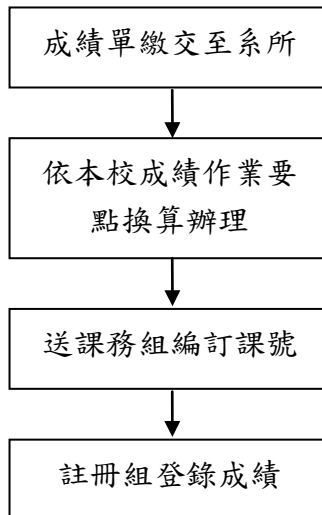 成績單繳交至系所
依本校成績作業要
點換算辦理
送課務組編訂課號
註冊組登錄成績